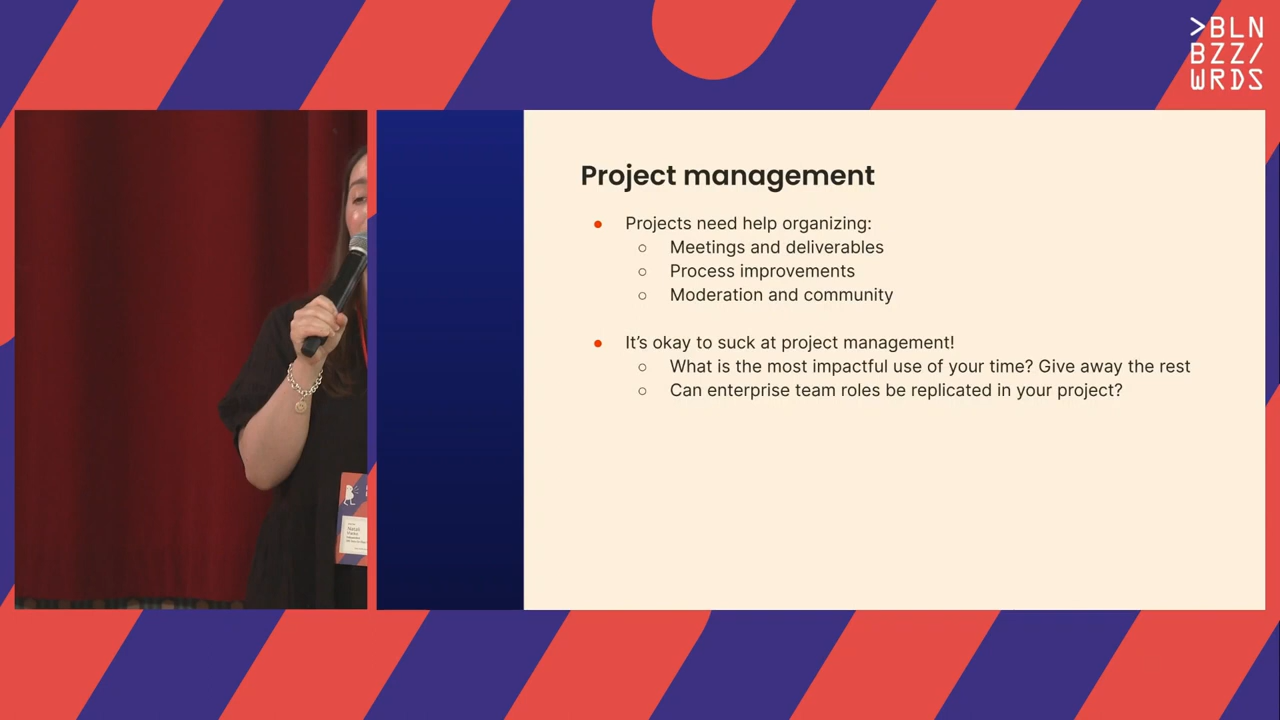 >BLN
BZZ/
WRDS
Project management
● Projects need help organizing:
○ Meetings and deliverables
○ Process improvements
○ Moderation and community
● It’s okay to suck at project management!
○ What is the most impactful use of your time? Give away the rest
○ Can enterprise team roles be replicated in your project?